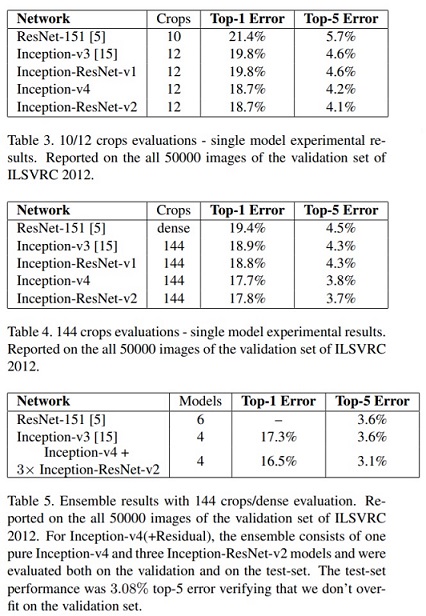 Network Crops Top-1 Error Top-5 Error
ResNet-151 [5] 10 21.4% 5.7%
Inception-v3 [15] 12 19.8% 4.6%
Inception-ResNet-v1 12 19.8% 4.6%
Inception-v4 12 18.7% 4.2%
Inception-ResNet-v2 12 18.7% 4.1%
Table 3. 10/12 crops evaluations - single model experimental re-
sults. Reported on the all 50000 images of the validation set of
ILSVRC 2012.
Network Crops Top-1 Error Top-5 Error
ResNet-151 [5] dense 19.4% 4.5%
Inception-v3 [15] 144 18.9% 4.3%
Inception-ResNet-v1 144 18.8% 4.3%
Inception-v4 144 17.7% 3.8%
Inception-ResNet-v2 144 17.8% 3.7%
Table 4. 144 crops evaluations - single model experimental results.
Reported on the all 50000 images of the validation set of ILSVRC
2012.
Network Models Top-1 Error Top-5 Error
ResNet-151 [5] 6 – 3.6%
Inception-v3 [15] 4 17.3% 3.6%
Inception-v4 +
3× Inception-ResNet-v2 4 16.5% 3.1%
Table 5. Ensemble results with 144 crops/dense evaluation. Re-
ported on the all 50000 images of the validation set of ILSVRC
2012. For Inception-v4(+Residual), the ensemble consists of one
pure Inception-v4 and three Inception-ResNet-v2 models and were
evaluated both on the validation and on the test-set. The test-set
performance was 3.08% top-5 error verifying that we don't over-
fit on the validation set.